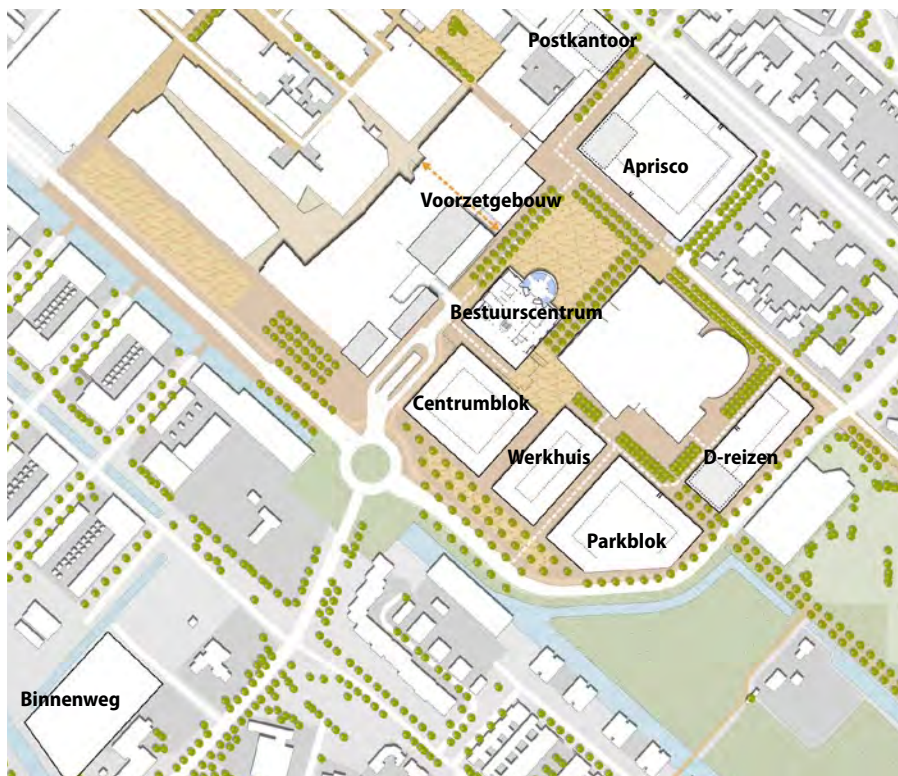 Postkantoor
Aprisco
Voorzetgebouw
Bestuurscentrum
Centrumblok
Werkhuis
D-reizen
Parkblok
Binnenweg